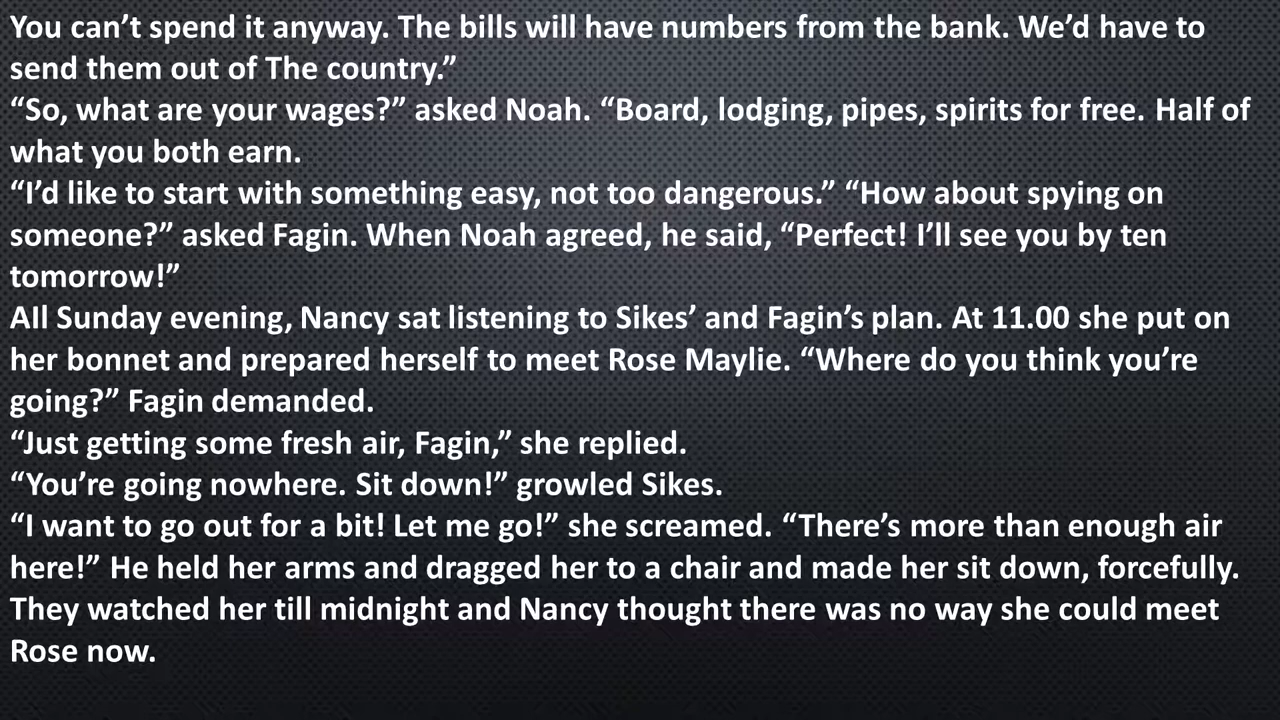 You can’t spend it anyway. The bills will have numbers from the bank. We’d have to
send them out of The country.”
“So, what are your wages?” asked Noah. “Board, lodging, pipes, spirits for free. Half of
what you both earn.
“I’d like to start with something easy, not too dangerous.” “How about spying on
someone?” asked Fagin. When Noah agreed, he said, “Perfect! I’ll see you by ten
tomorrow!”
All Sunday evening, Nancy sat listening to Sikes’ and Fagin’s plan. At 11.00 she put on
her bonnet and prepared herself to meet Rose Maylie. “Where do you think you’re
going?” Fagin demanded.
“Just getting some fresh air, Fagin,” she replied.
“You’re going nowhere. Sit down!” growled Sikes.
“I want to go out for a bit! Let me go!” she screamed. “There’s more than enough air
here!” He held her arms and dragged her to a chair and made her sit down, forcefully.
They watched her till midnight and Nancy thought there was no way she could meet
Rose now.